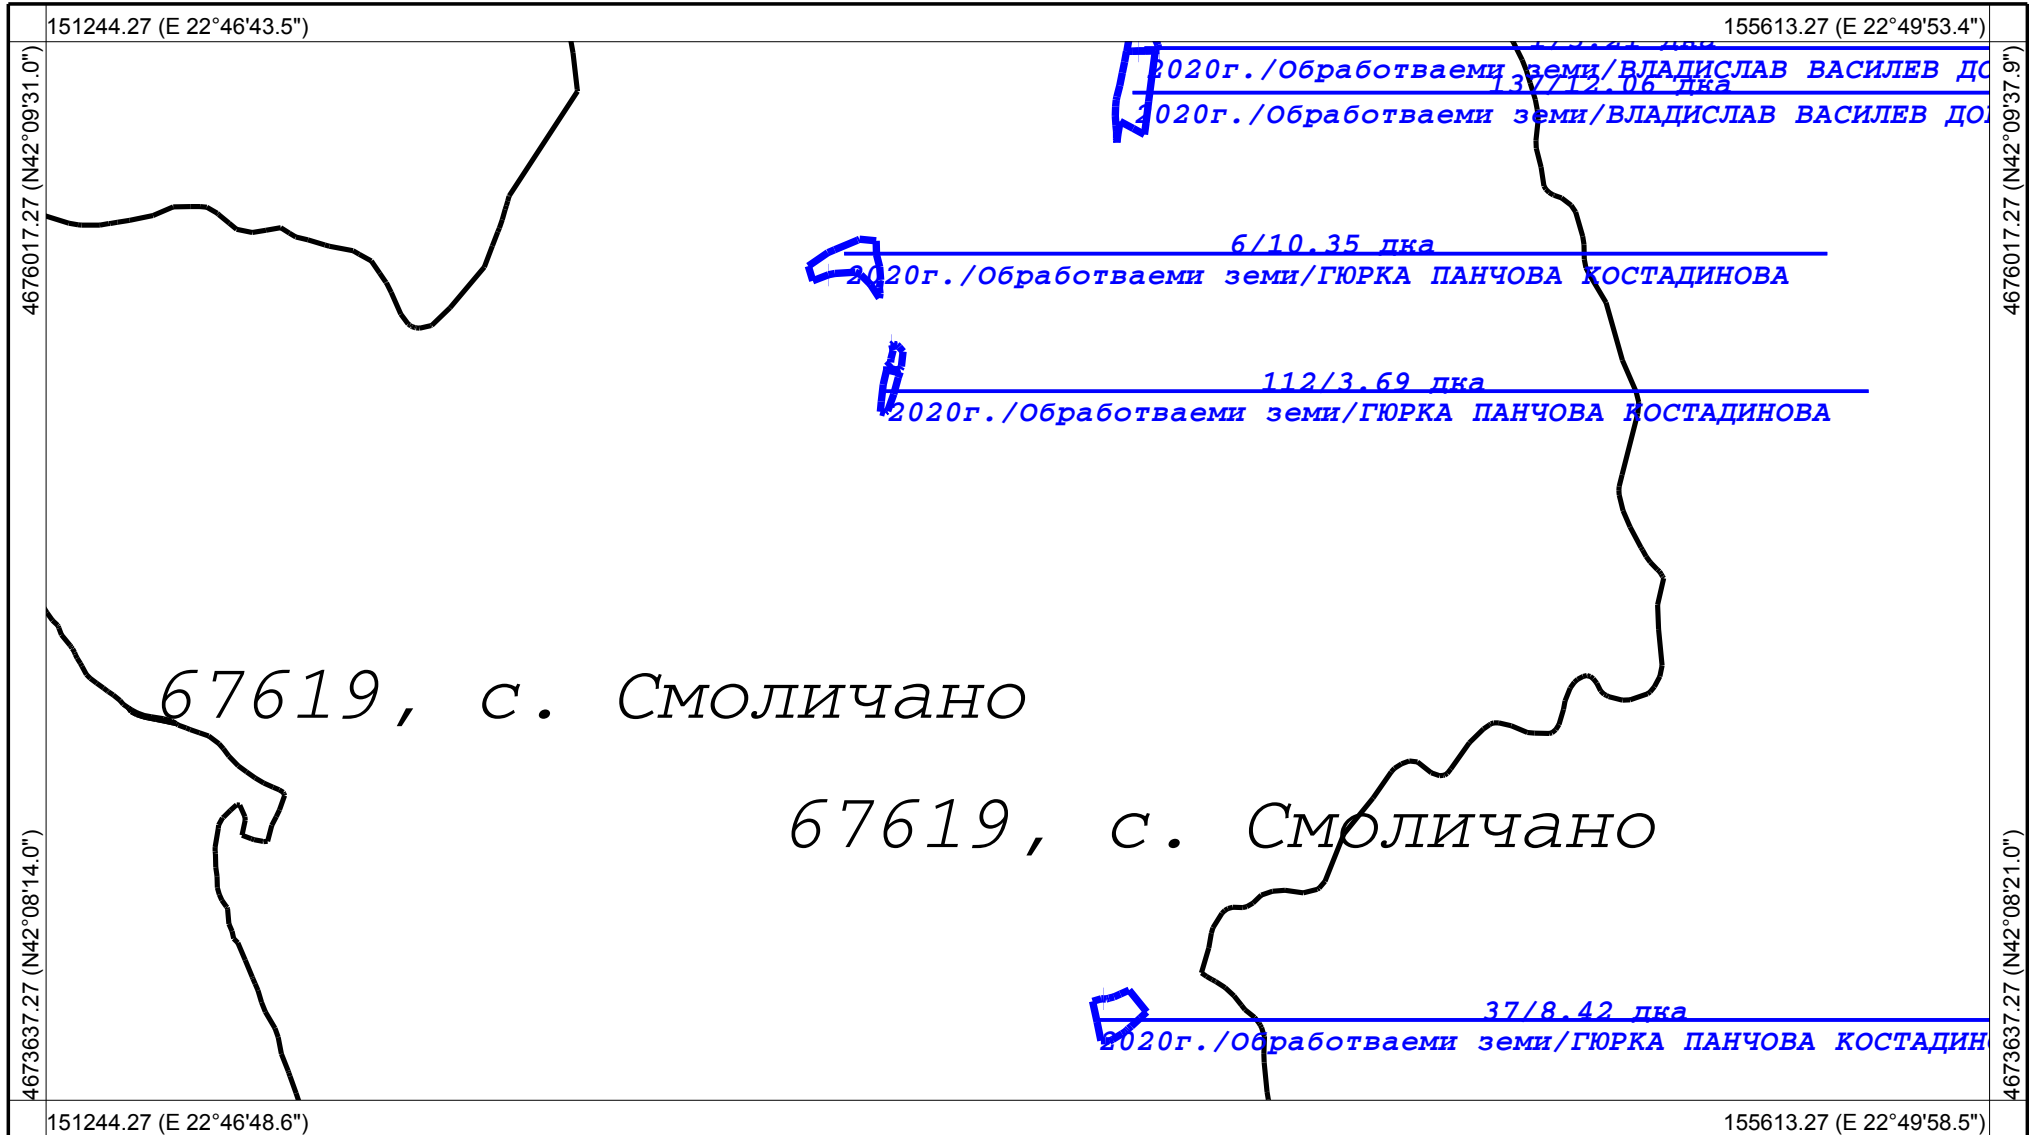 151244.27 (E 22°46'43.5")
155613.27 (E 22°49'53.4")
4676017.27 (N42°09'31.0")
4676017.27 (N42°09'37.9")
2020г./Обработваеми земи/ВЛАДИСЛАВ ВАСИЛЕВ
137/12.06 дка
2020г./Обработваеми земи/ВЛАДИСЛАВ ВАСИЛЕВ
6/10.35 дка
2020г./Обработваеми земи/ГЮРКА ПАНЧОВА КОСТАДИНОВА
112/3.69 дка
2020г./Обработваеми земи/ГЮРКА ПАНЧОВА КОСТАДИНОВА
67619, с. Смоличано
67619, с. Смоличано
4673637.27 (N42°08'14.0")
4673637.27 (N42°08'21.0")
37/8.42 дка
2020г./Обработваеми земи/ГЮРКА ПАНЧОВА КОСТАДИН
151244.27 (E 22°46'48.6")
155613.27 (E 22°49'58.5")